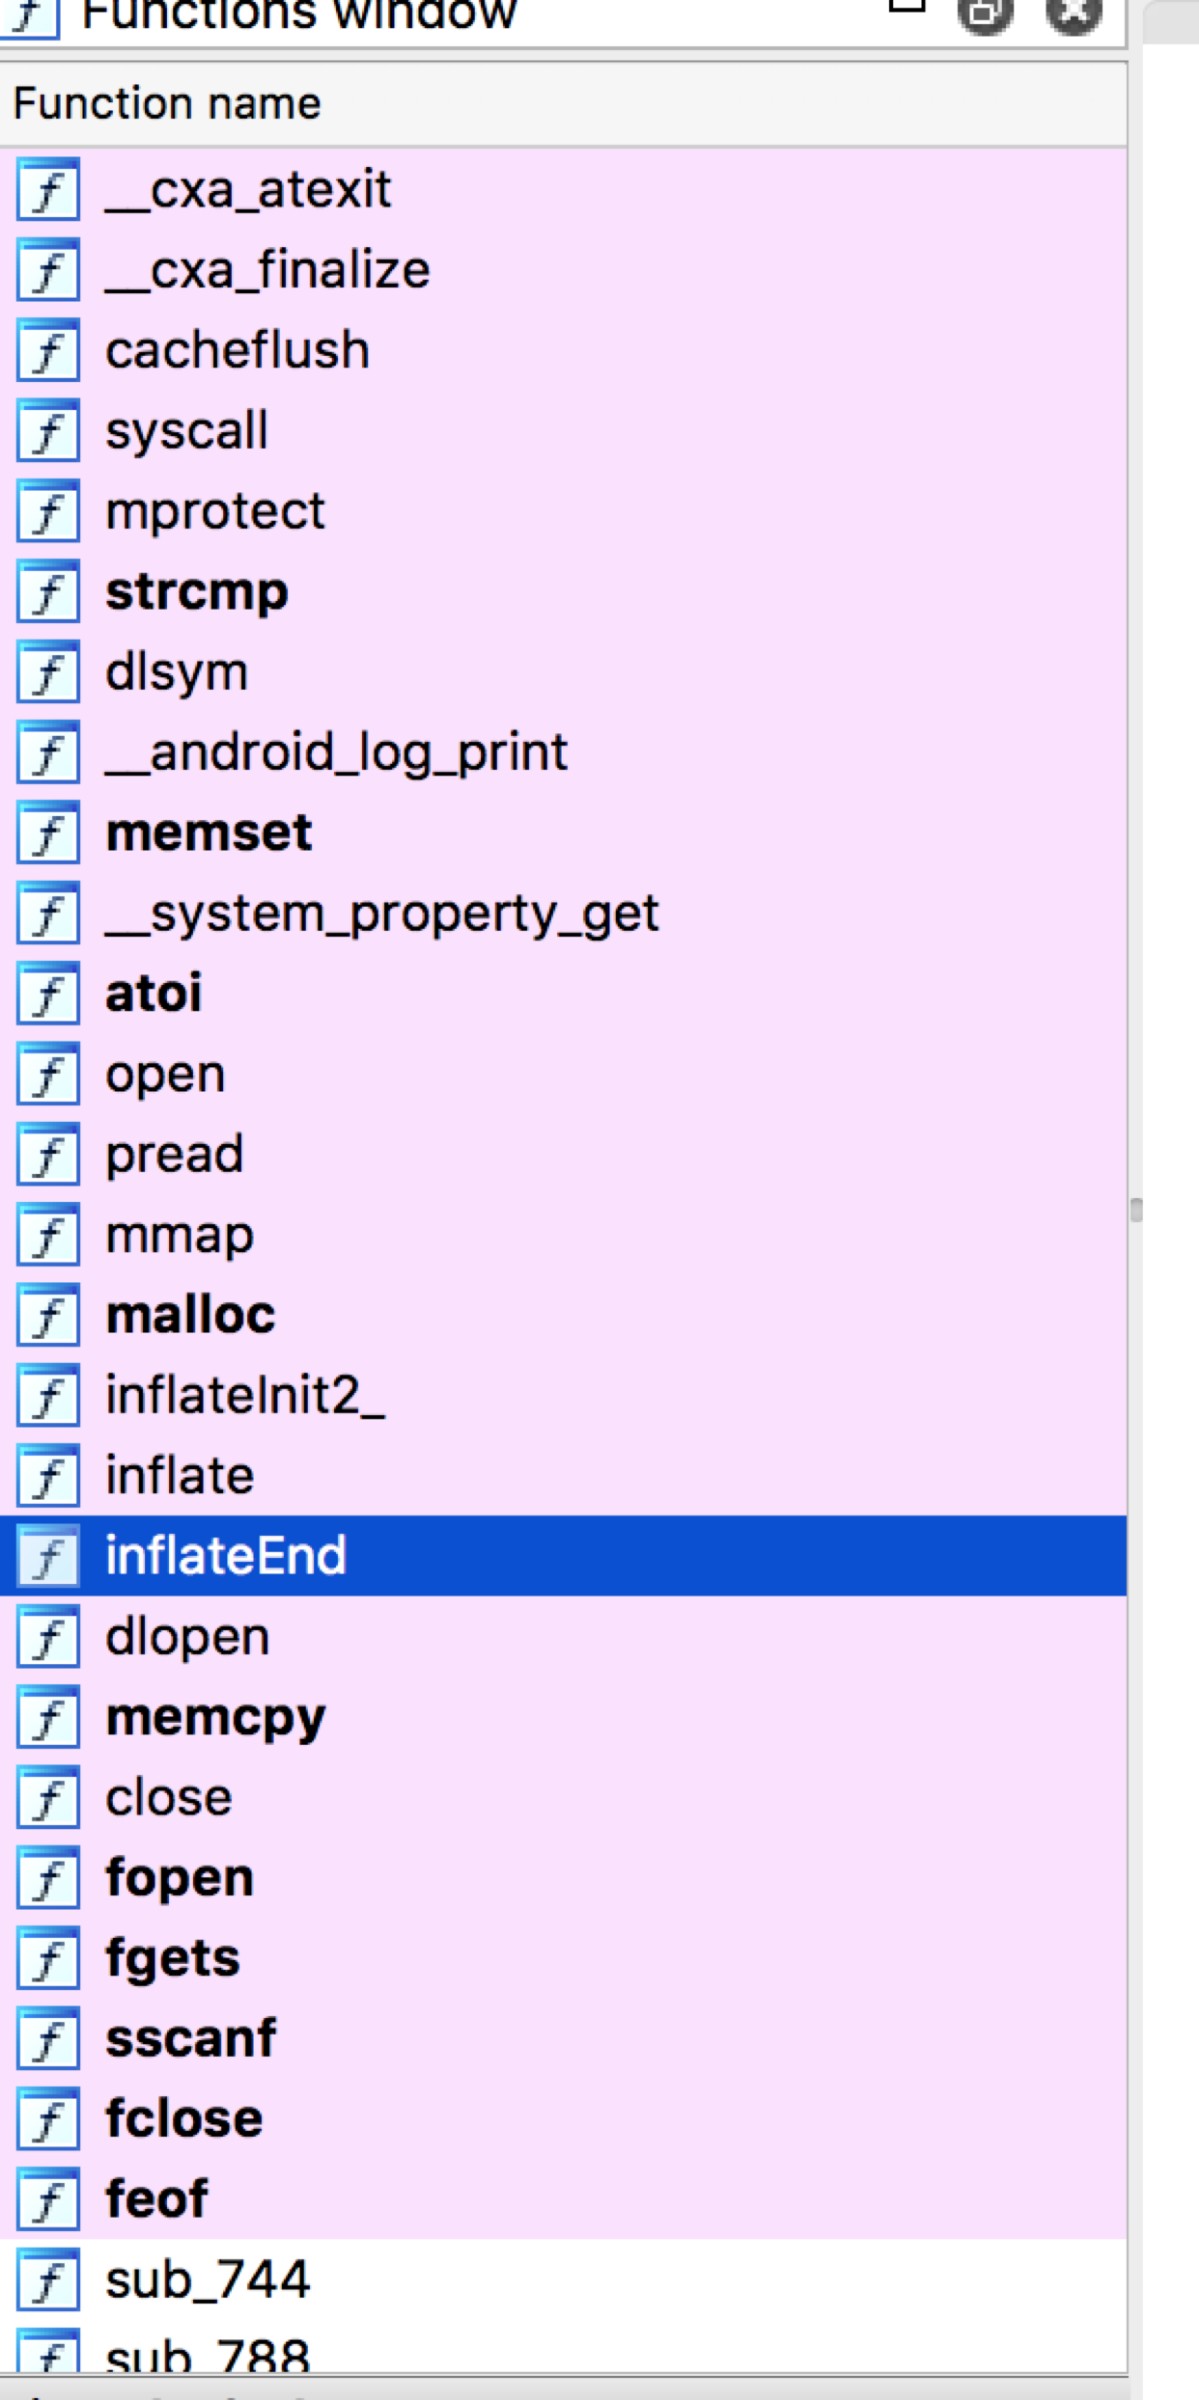 Functions window
Function name
__cxa_atexit
__cxa_finalize
cacheflush
syscall
mprotect
strcmp
dlsym
__android_log_print
memset
__system_property_get
atoi
open
pread
mmap
malloc
inflateInit2_
inflate
inflateEnd
dlopen
memcpy
close
fopen
fgets
sscanf
fclose
feof
sub_744
sub_788